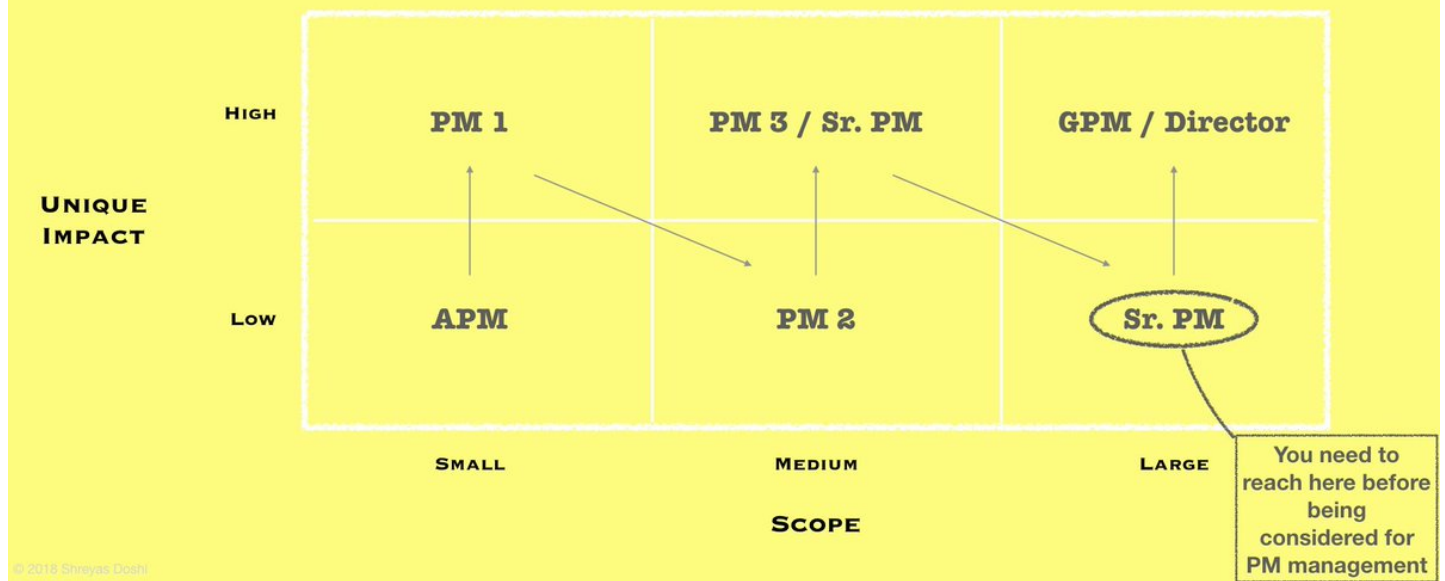 HIGH
PM 1
PM 3 / Sr. PM
GPM / Director
UNIQUE
IMPACT
LOW
APM
PM 2
Sr. PM
SMALL
MEDIUM
LARGE
SCOPE
You need to
reach here before
being
considered for
PM management
© 2018 Shreyas Doshi